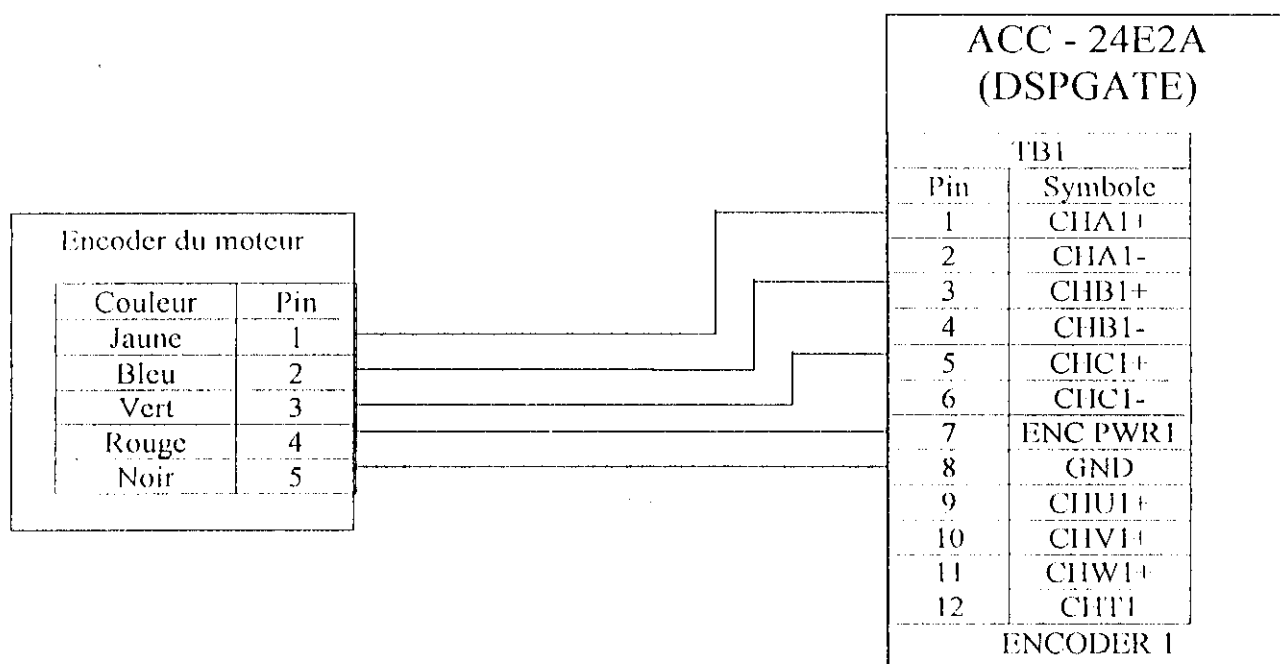 ACC - 24E2A
(DSPGATE)
TB1
Pin Symbole
1 CHA1+
2 CHA1-
3 CHB1+
4 CHB1-
5 CHC1+
6 CHC1-
7 ENC PWR1
8 GND
9 CHU1+
10 CHV1+
11 CHW1+
12 CHT1
ENCODER 1
Encoder du moteur
Couleur Pin
Jaune 1
Bleu 2
Vert 3
Rouge 4
Noir 5